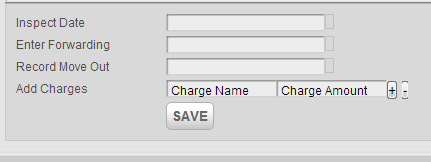 Inspect Date
Enter Forwarding
Record Move Out
Add Charges Charge Name Charge Amount + -
SAVE